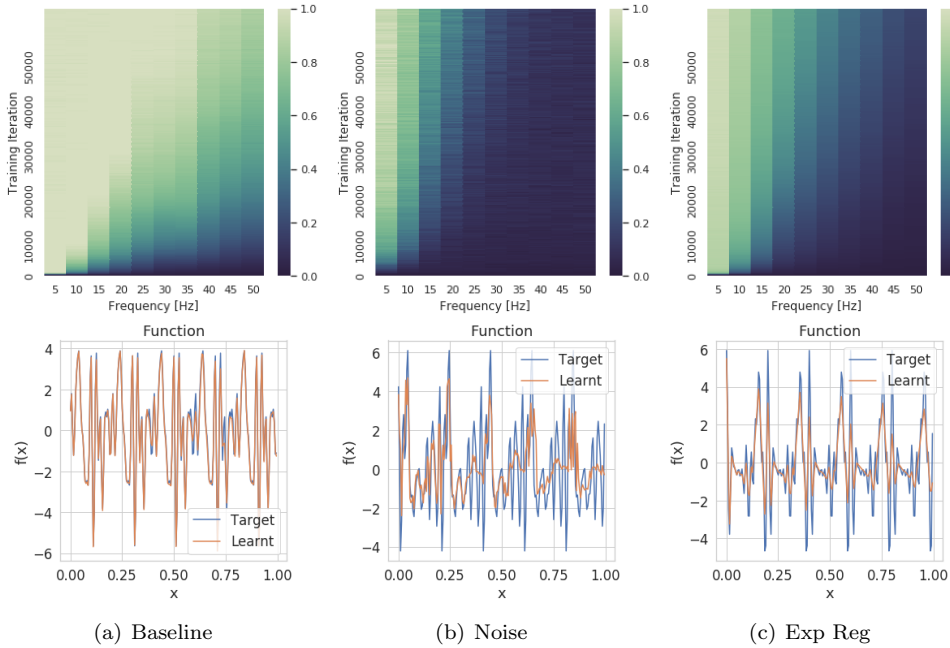 Training Iteration
50000
40000
30000
20000
10000
0
5 10 15 20 25 30 35 40 45 50
Frequency [Hz]
1.0
0.8
0.6
0.4
0.2
0.0
Training Iteration
50000
40000
30000
20000
10000
0
5 10 15 20 25 30 35 40 45 50
Frequency [Hz]
1.0
0.8
0.6
0.4
0.2
0.0
Training Iteration
50000
40000
30000
20000
10000
0
5 10 15 20 25 30 35 40 45 50
Frequency [Hz]
Function
f(x)
4
2
0
−2
−4
−6
Target
Learnt
0.00 0.25 0.50 0.75 1.00
x
Function
f(x)
6
4
2
0
−2
−4
Target
Learnt
0.00 0.25 0.50 0.75 1.00
x
Function
f(x)
6
4
2
0
−2
−4
Target
Learnt
0.00 0.25 0.50 0.75 1.00
x
(a) Baseline
(b) Noise
(c) Exp Reg